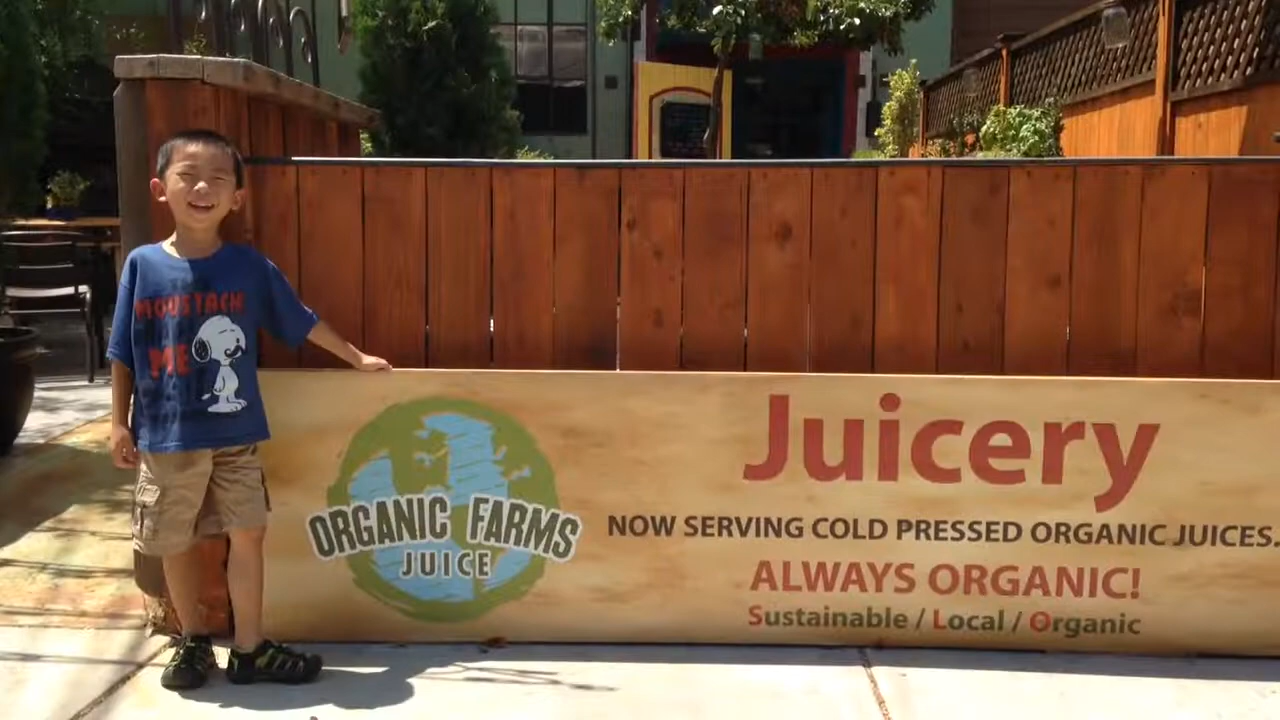 MOUSTACH
ME
ORGANIC FARMS
JUICE
Juicery
NOW SERVING COLD PRESSED ORGANIC JUICES.
ALWAYS ORGANIC!
Sustainable / Local / Organic